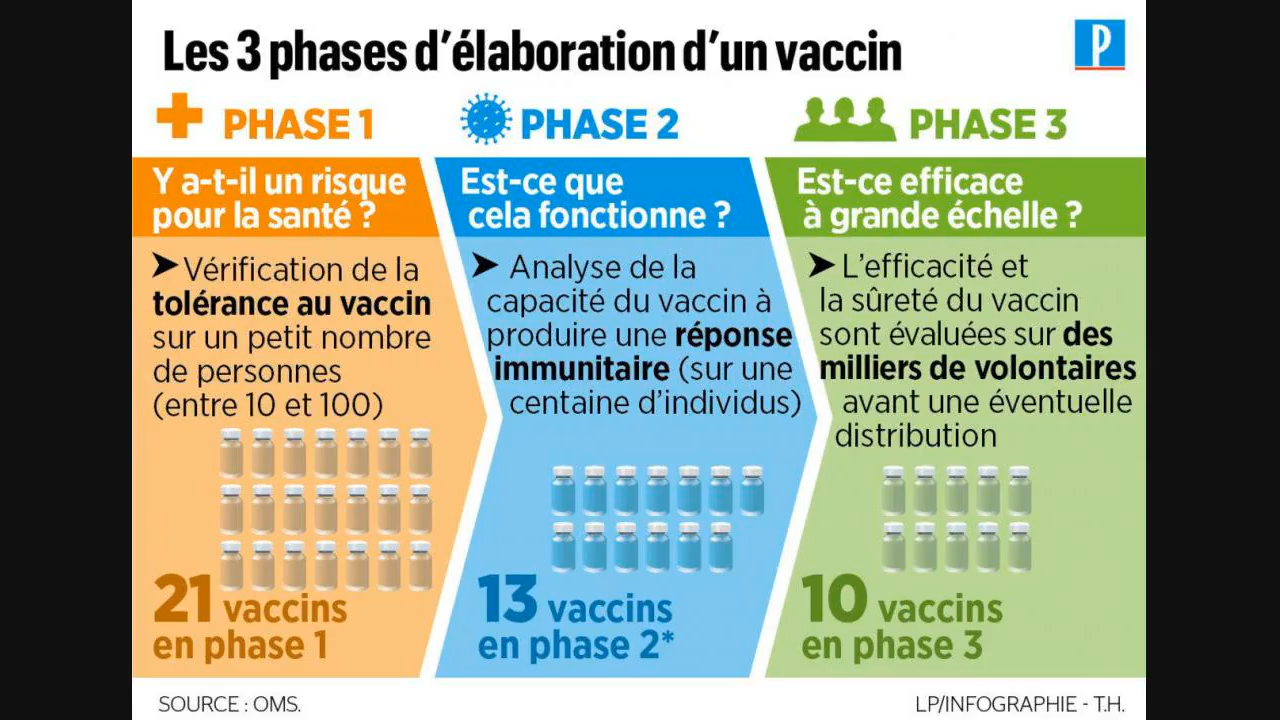 Les 3 phases d'élaboration d'un vaccin
P
PHASE 1
Y a-t-il un risque
pour la santé ?
➤ Vérification de la
tolérance au vaccin
sur un petit nombre
de personnes
(entre 10 et 100)
21 vaccins
en phase 1
PHASE 2
Est-ce que
cela fonctionne ?
➤ Analyse de la
capacité du vaccin à
produire une réponse
immunitaire (sur une
centaine d'individus)
13 vaccins
en phase 2*
PHASE 3
Est-ce efficace
à grande échelle ?
➤ L'efficacité et
la sûreté du vaccin
sont évaluées sur des
milliers de volontaires
avant une éventuelle
distribution
10 vaccins
en phase 3
SOURCE : OMS.
LP/INFOGRAPHIE - T.H.